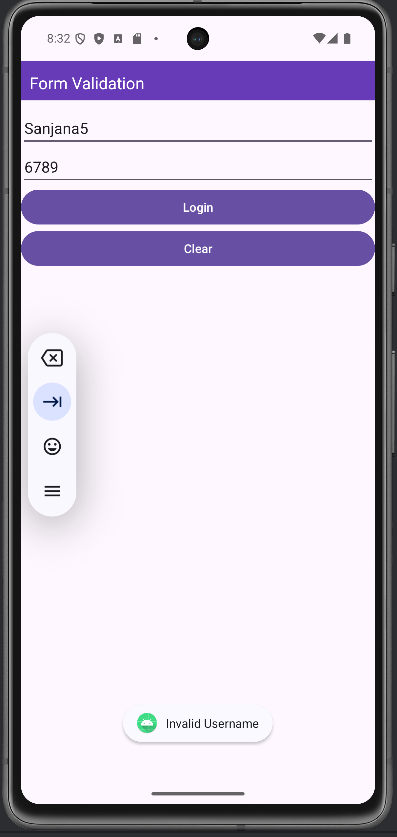 8:32
Form Validation
Sanjana5
6789
Login
Clear
Invalid Username